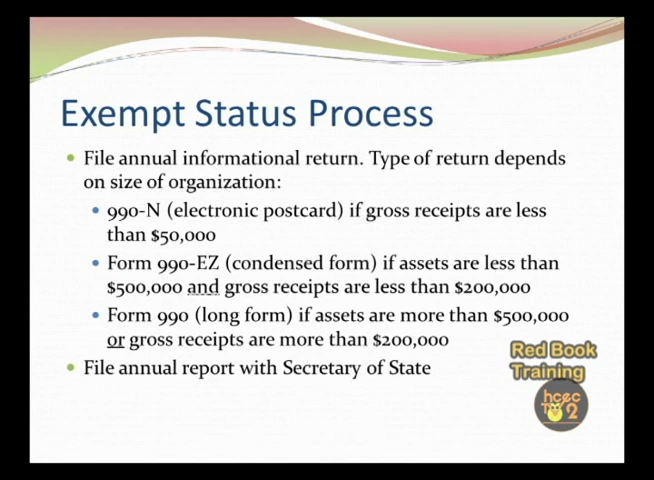 Exempt Status Process
File annual informational return. Type of return depends
on size of organization:
990-N (electronic postcard) if gross receipts are less
than $50,000
Form 990-EZ (condensed form) if assets are less than
$500,000 and gross receipts are less than $200,000
Form 990 (long form) if assets are more than $500,000
or gross receipts are more than $200,000
File annual report with Secretary of State
Red Book
Training
hcec
TV 2